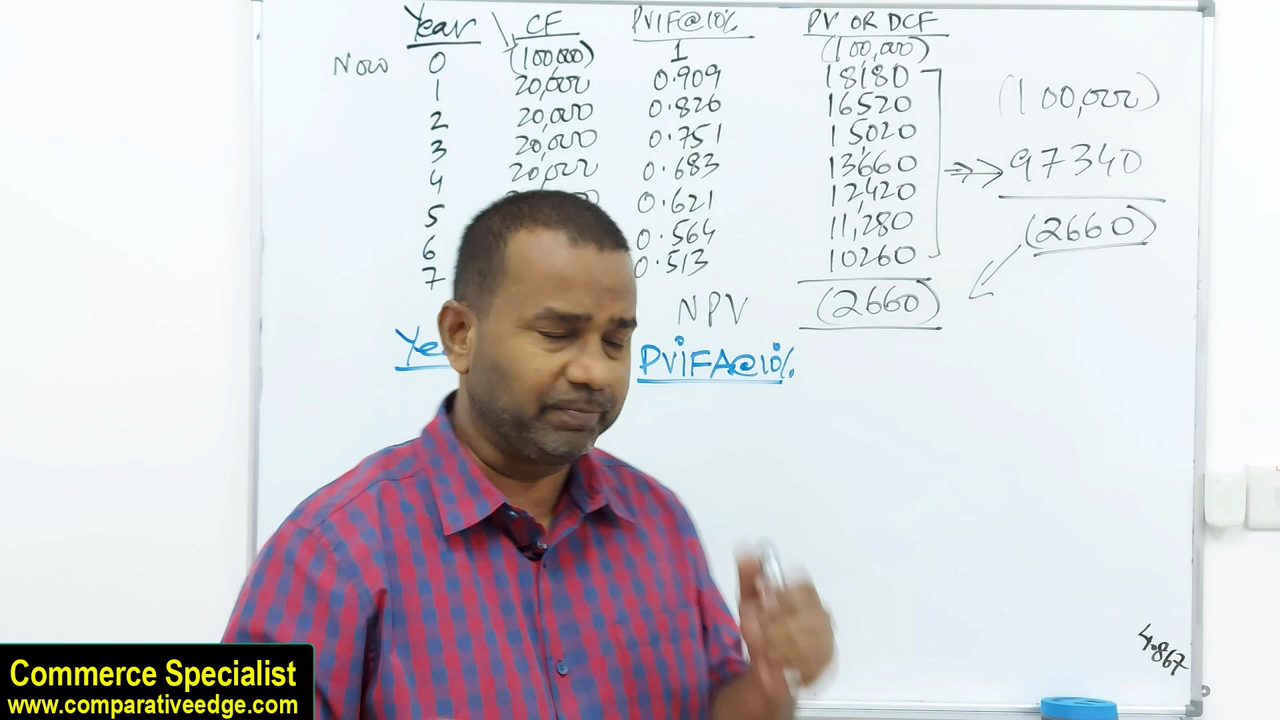 Year CF PVIF@10% PV OR DCF
Now 0 (100000) 1 (100,000)
1 20,000 0.909 18180
2 20,000 0.826 16520
3 20,000 0.751 15020
4 20,000 0.683 13660
5 0.621 12420
6 0.564 11,280
7 0.513 10260
NPV (2660)
(100,000)
97340
(2660)
PViFA@10%
4.867
Commerce Specialist
www.comparativeedge.com